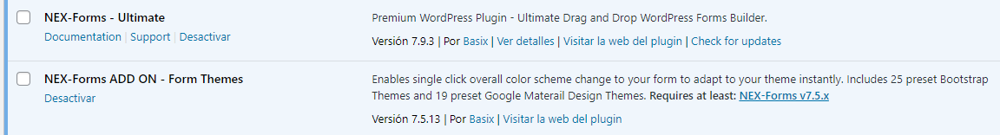 NEX-Forms - Ultimate
Documentation | Support | Desactivar
Premium WordPress Plugin - Ultimate Drag and Drop WordPress Forms Builder.
Versión 7.9.3 | Por Basix | Ver detalles | Visitar la web del plugin | Check for updates
NEX-Forms ADD ON - Form Themes
Desactivar
Enables single click overall color scheme change to your form to adapt to your theme instantly. Includes 25 preset Bootstrap
Themes and 19 preset Google Materail Design Themes. Requires at least: NEX-Forms v7.5.x
Versión 7.5.13 | Por Basix | Visitar la web del plugin